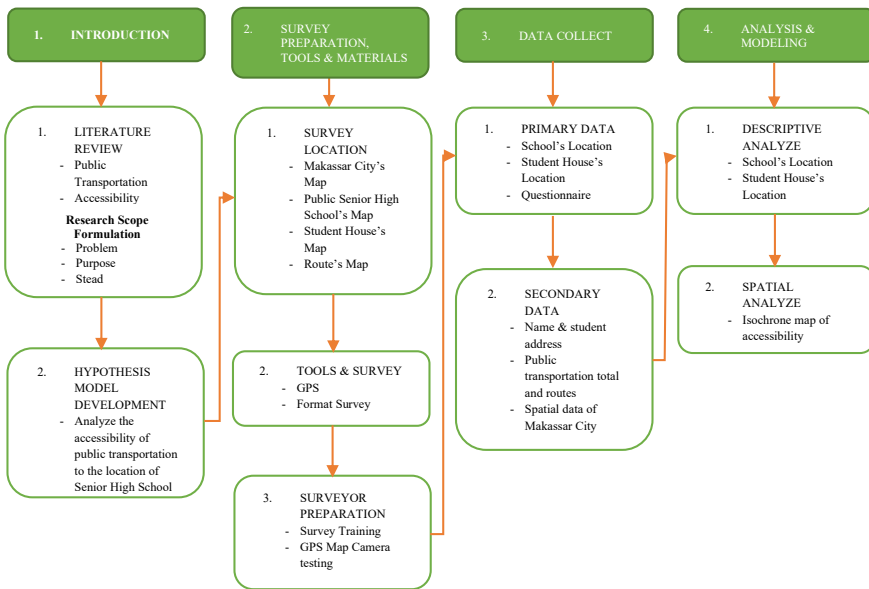 1. INTRODUCTION
1. LITERATURE
REVIEW
- Public
Transportation
- Accessibility
Research Scope
Formulation
- Problem
- Purpose
- Stead
2. HYPOTHESIS
MODEL
DEVELOPMENT
- Analyze the
accessibility of
public transportation
to the location of
Senior High School
2. SURVEY
PREPARATION,
TOOLS & MATERIALS
1. SURVEY
LOCATION
- Makassar City's
Map
- Public Senior High
School's Map
- Student House's
Map
- Route's Map
2. TOOLS & SURVEY
- GPS
- Format Survey
3. SURVEYOR
PREPARATION
- Survey Training
- GPS Map Camera
testing
3. DATA COLLECT
1. PRIMARY DATA
- School's Location
- Student House's
Location
- Questionnaire
2. SECONDARY
DATA
- Name & student
address
- Public
transportation total
and routes
- Spatial data of
Makassar City
4. ANALYSIS &
MODELING
1. DESCRIPTIVE
ANALYZE
- School's Location
- Student House's
Location
2. SPATIAL
ANALYZE
- Isochrone map of
accessibility